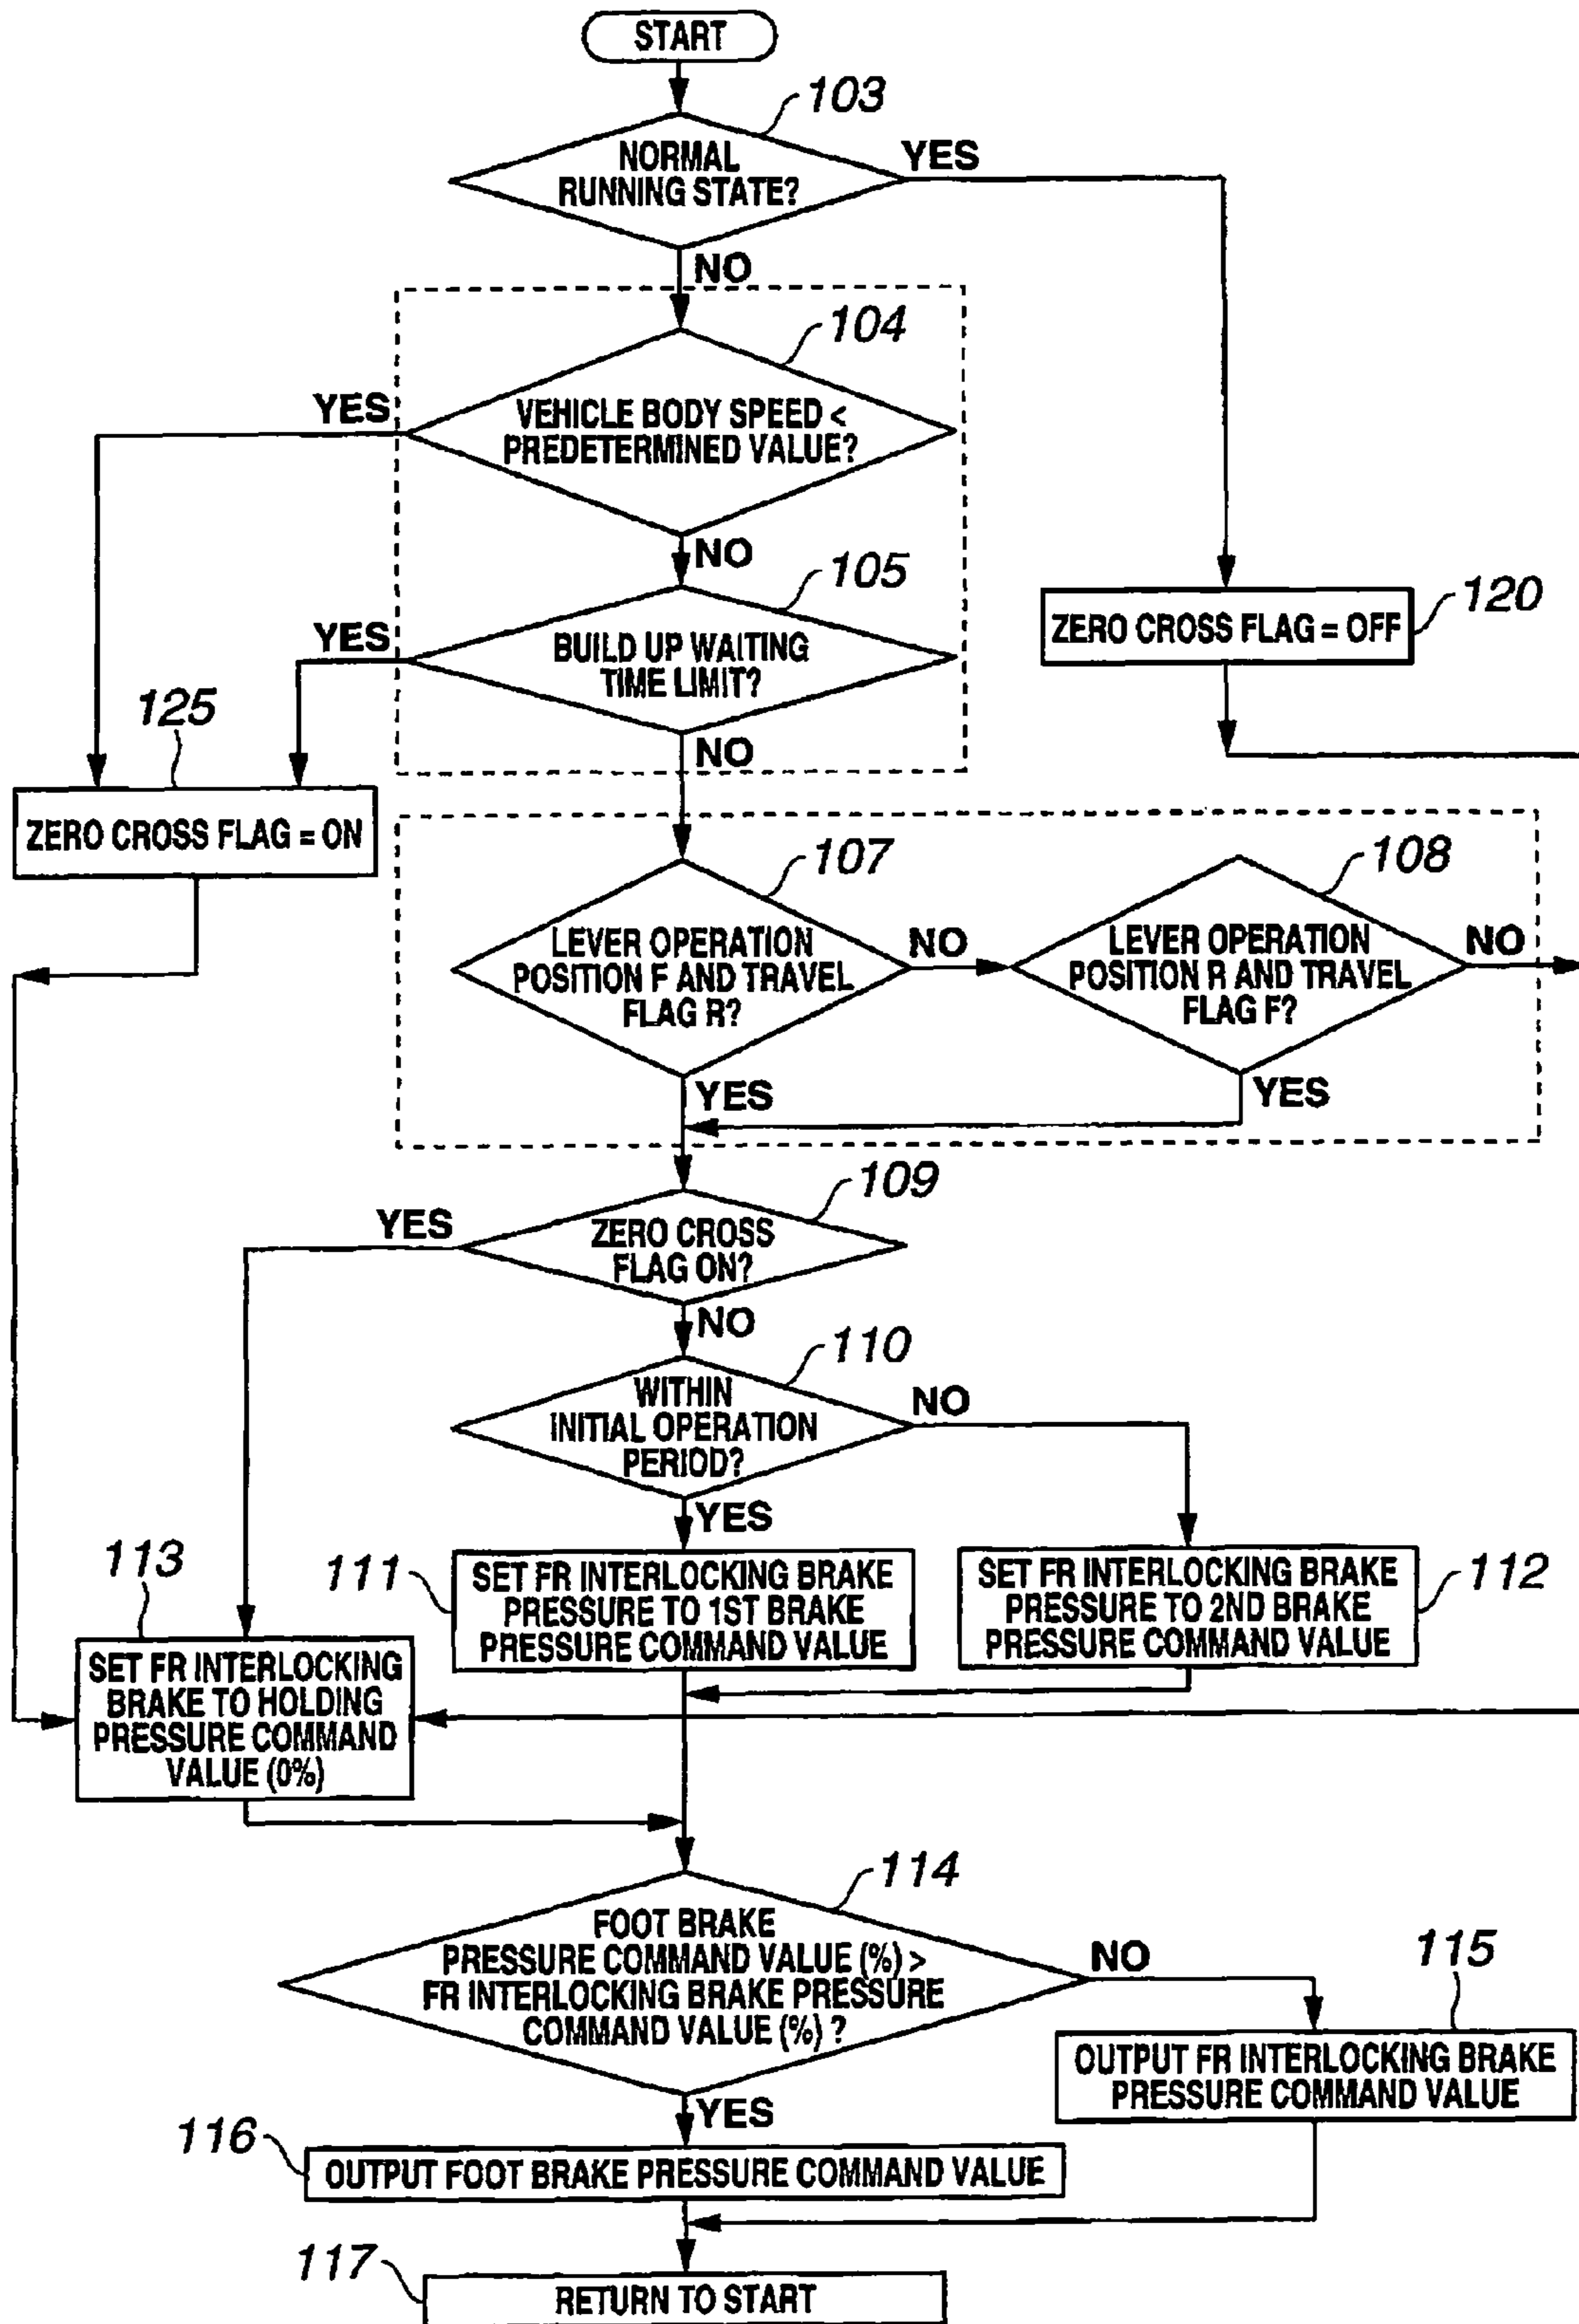 START
103
NORMAL
RUNNING STATE?
YES
NO
104
VEHICLE BODY SPEED <
PREDETERMINED VALUE?
YES
NO
105
BUILD UP WAITING
TIME LIMIT?
YES
NO
120
ZERO CROSS FLAG = OFF
125
ZERO CROSS FLAG = ON
107
LEVER OPERATION
POSITION F AND TRAVEL
FLAG R?
NO
YES
108
LEVER OPERATION
POSITION R AND TRAVEL
FLAG F?
NO
YES
109
ZERO CROSS
FLAG ON?
YES
NO
110
WITHIN
INITIAL OPERATION
PERIOD?
NO
YES
113
SET FR INTERLOCKING
BRAKE TO HOLDING
PRESSURE COMMAND
VALUE (0%)
111
SET FR INTERLOCKING BRAKE
PRESSURE TO 1ST BRAKE
PRESSURE COMMAND VALUE
112
SET FR INTERLOCKING BRAKE
PRESSURE TO 2ND BRAKE
PRESSURE COMMAND VALUE
114
FOOT BRAKE
PRESSURE COMMAND VALUE (%) >
FR INTERLOCKING BRAKE PRESSURE
COMMAND VALUE (%) ?
NO
YES
115
OUTPUT FR INTERLOCKING BRAKE
PRESSURE COMMAND VALUE
116
OUTPUT FOOT BRAKE PRESSURE COMMAND VALUE
117
RETURN TO START